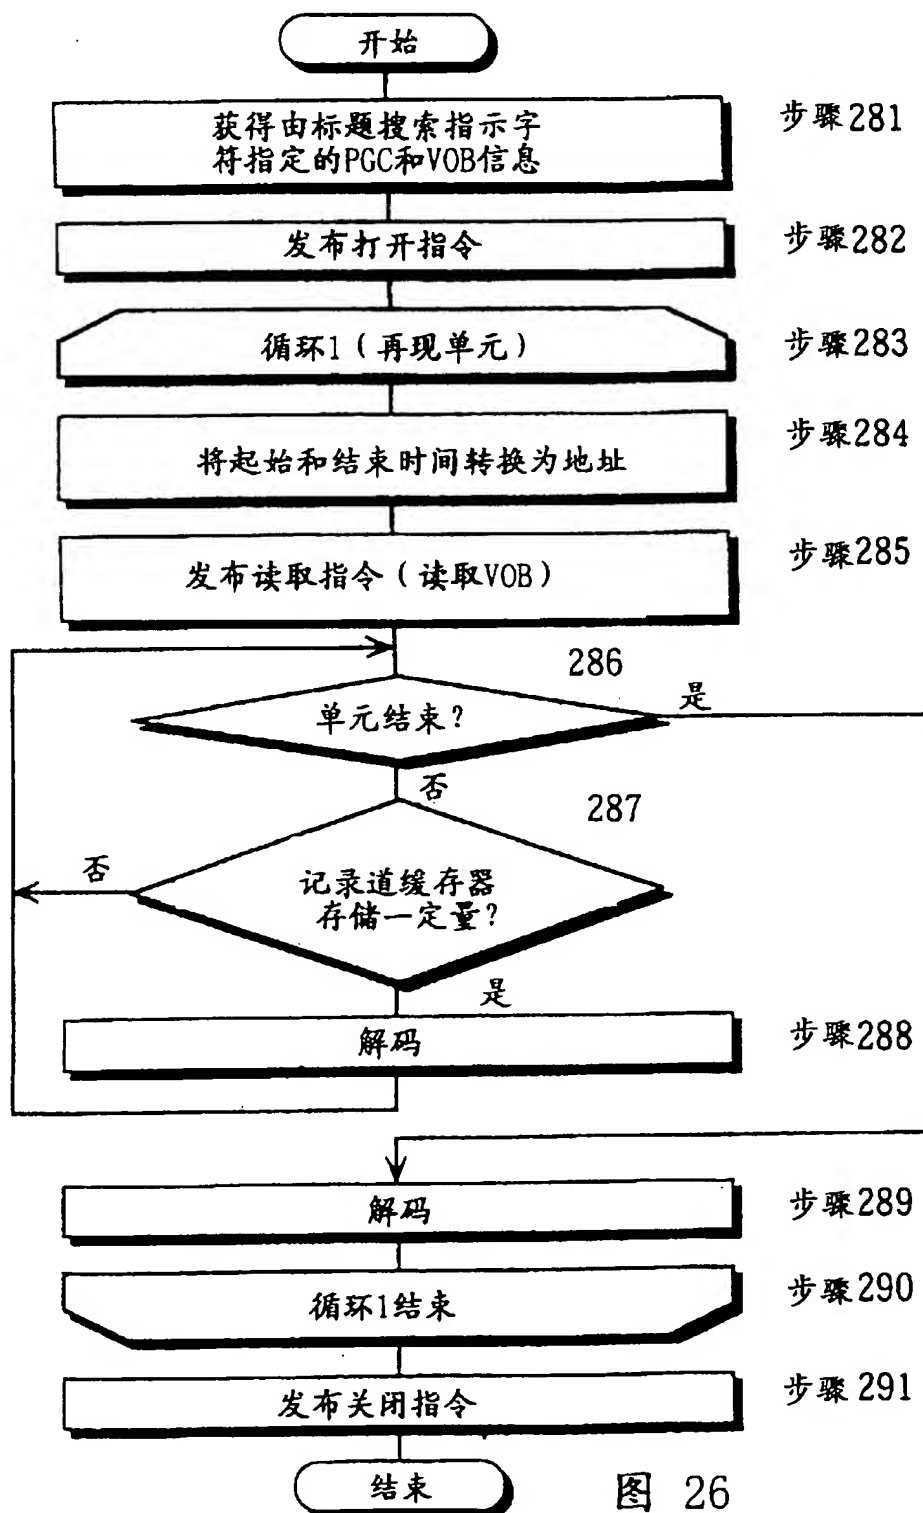 开始
获得由标题搜索指示字
符指定的PGC和VOB信息
步骤281
发布打开指令
步骤282
循环1(再现单元)
步骤283
将起始和结束时间转换为地址
步骤284
发布读取指令(读取VOB)
步骤285
286
单元结束?
是
否
287
记录道缓存器
存储一定量?
否
是
解码
步骤288
解码
步骤289
循环1结束
步骤290
发布关闭指令
步骤291
结束
图 26